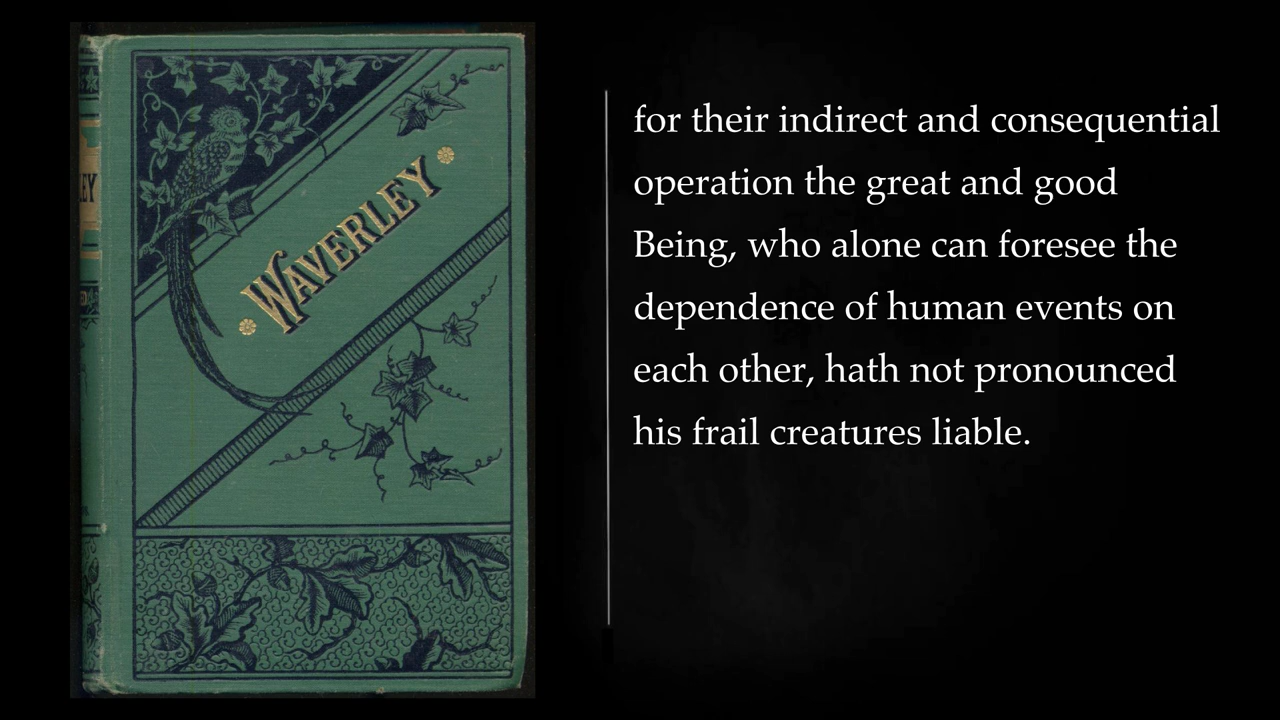 WAVERLEY
EY
for their indirect and consequential
operation the great and good
Being, who alone can foresee the
dependence of human events on
each other, hath not pronounced
his frail creatures liable.